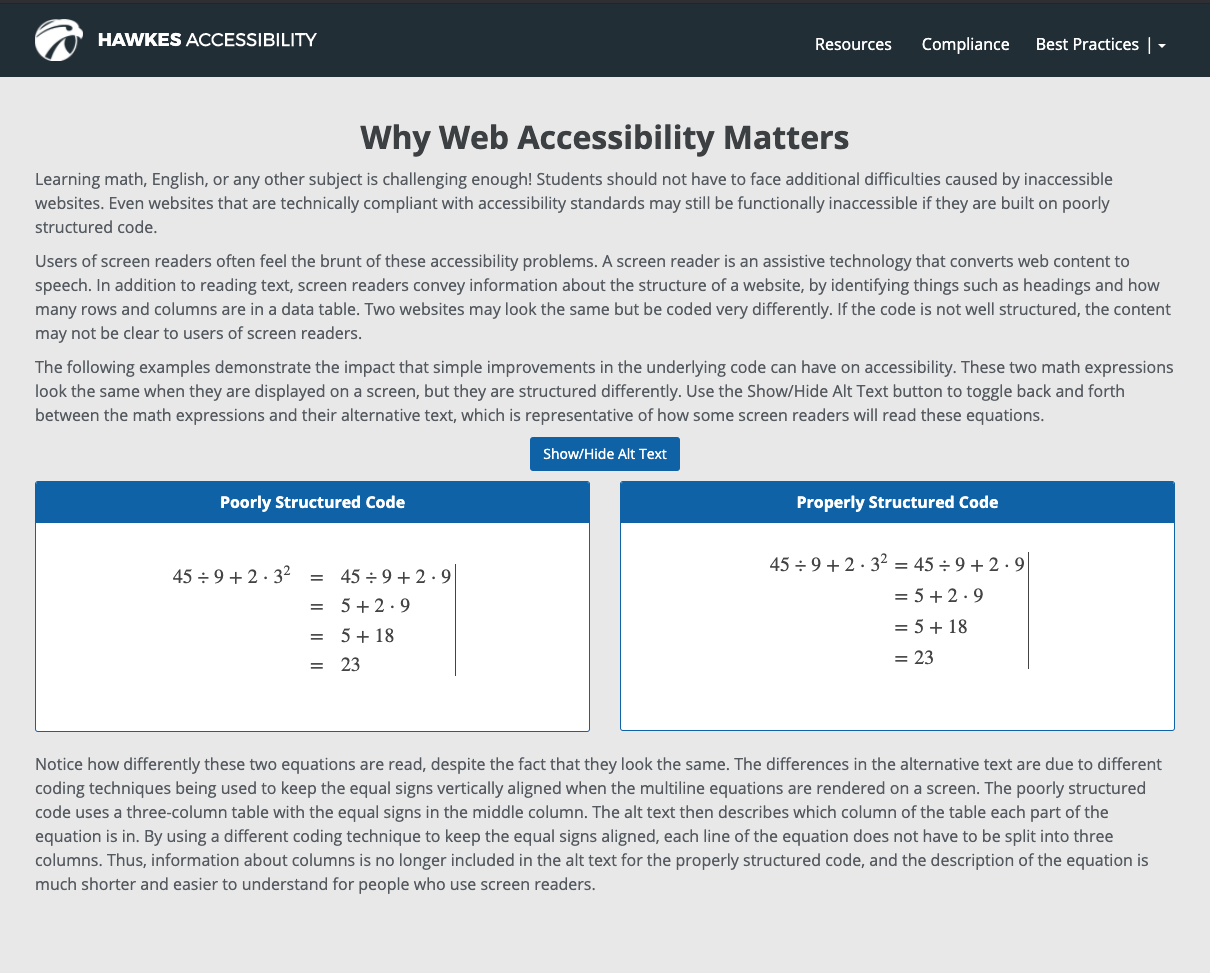 HAWKES ACCESSIBILITY
Resources Compliance Best Practices |
Why Web Accessibility Matters
Learning math, English, or any other subject is challenging enough! Students should not have to face additional difficulties caused by inaccessible
websites. Even websites that are technically compliant with accessibility standards may still be functionally inaccessible if they are built on poorly
structured code.
Users of screen readers often feel the brunt of these accessibility problems. A screen reader is an assistive technology that converts web content to
speech. In addition to reading text, screen readers convey information about the structure of a website, by identifying things such as headings and how
many rows and columns are in a data table. Two websites may look the same but be coded very differently. If the code is not well structured, the content
may not be clear to users of screen readers.
The following examples demonstrate the impact that simple improvements in the underlying code can have on accessibility. These two math expressions
look the same when they are displayed on a screen, but they are structured differently. Use the Show/Hide Alt Text button to toggle back and forth
between the math expressions and their alternative text, which is representative of how some screen readers will read these equations.
Show/Hide Alt Text
Poorly Structured Code
45 ÷ 9 + 2 · 3² = 45 ÷ 9 + 2 · 9
= 5 + 2 · 9
= 5 + 18
= 23
Properly Structured Code
45 ÷ 9 + 2 · 3² = 45 ÷ 9 + 2 · 9
= 5 + 2 · 9
= 5 + 18
= 23
Notice how differently these two equations are read, despite the fact that they look the same. The differences in the alternative text are due to different
coding techniques being used to keep the equal signs vertically aligned when the multiline equations are rendered on a screen. The poorly structured
code uses a three-column table with the equal signs in the middle column. The alt text then describes which column of the table each part of the
equation is in. By using a different coding technique to keep the equal signs aligned, each line of the equation does not have to be split into three
columns. Thus, information about columns is no longer included in the alt text for the properly structured code, and the description of the equation is
much shorter and easier to understand for people who use screen readers.